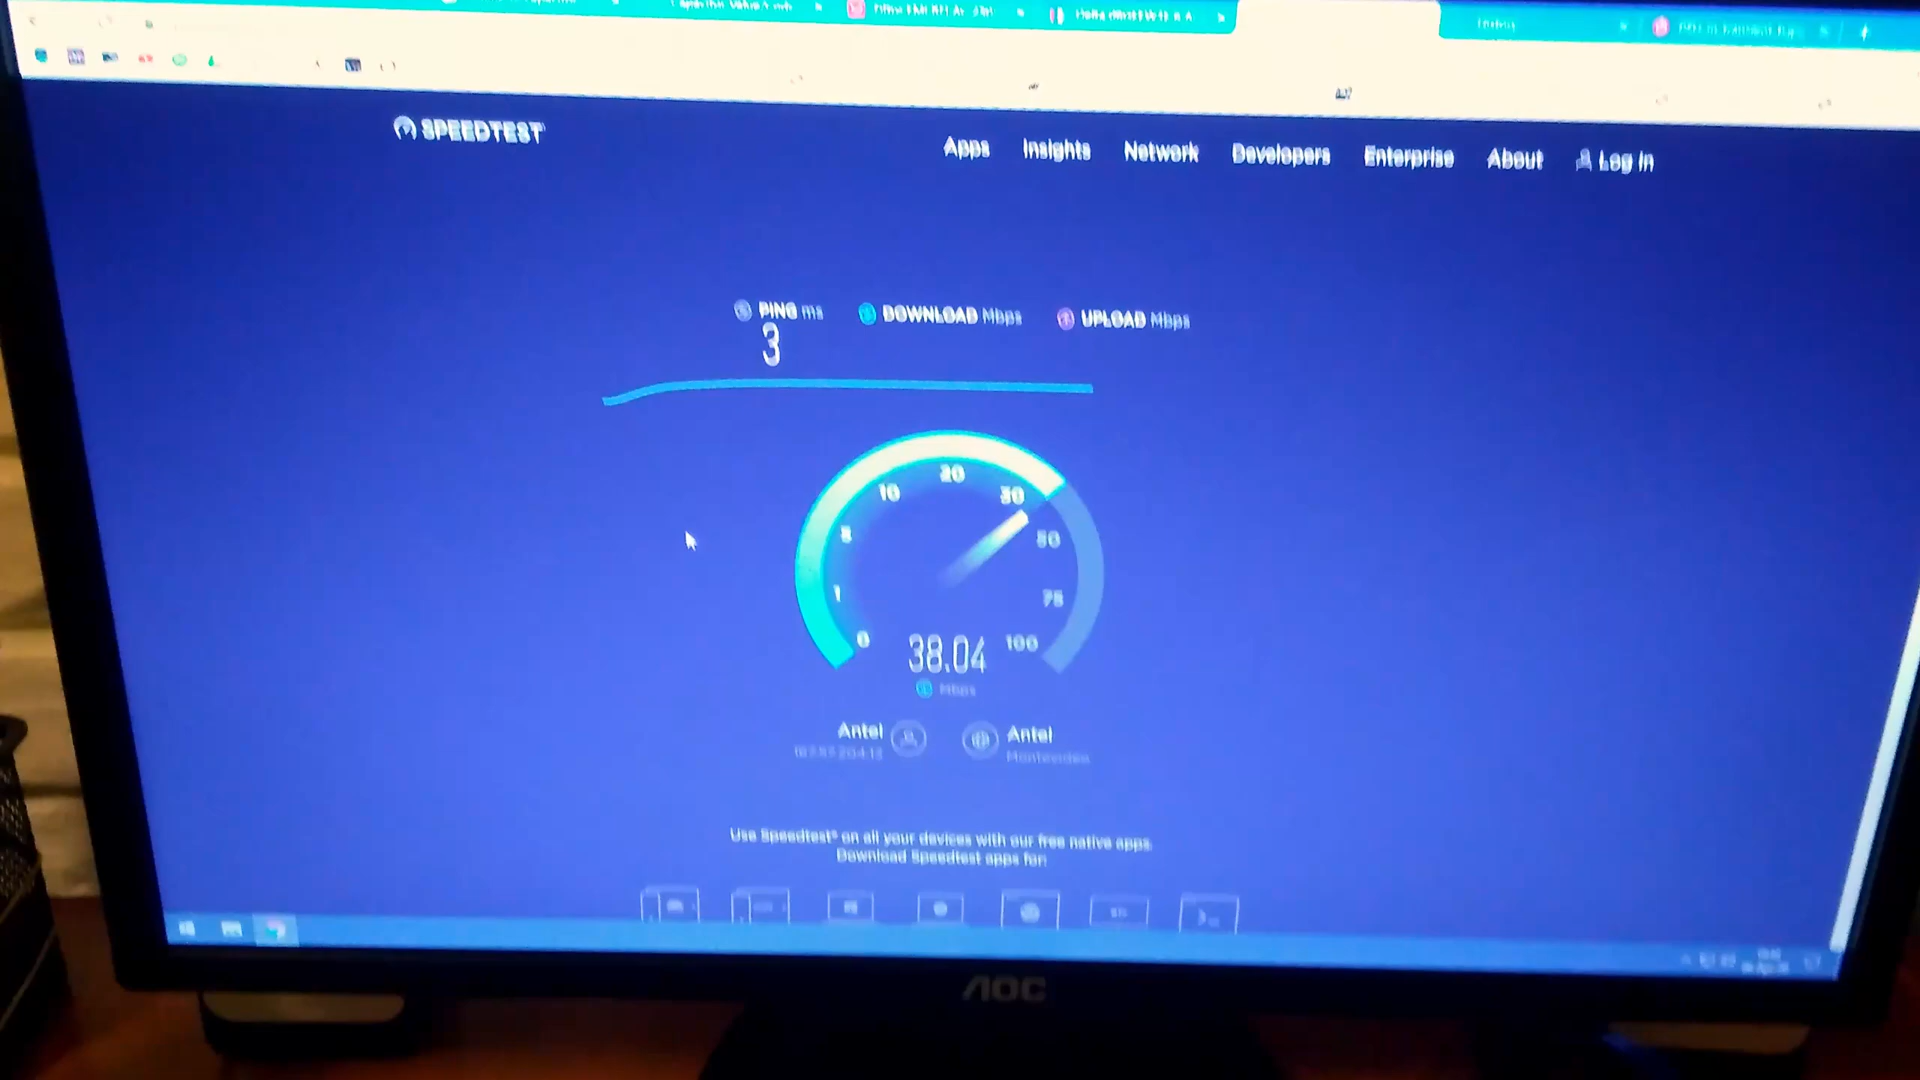 SPEEDTEST
Apps Insights Network Developers Enterprise About Log In
PING ms DOWNLOAD Mbps UPLOAD Mbps
3
0 1 5 10 20 30 50 75 100
38.04
Mbps
Antel Antel
Montevideo
Use Speedtest® on all your devices with our free native apps.
Download Speedtest apps for:
AOC